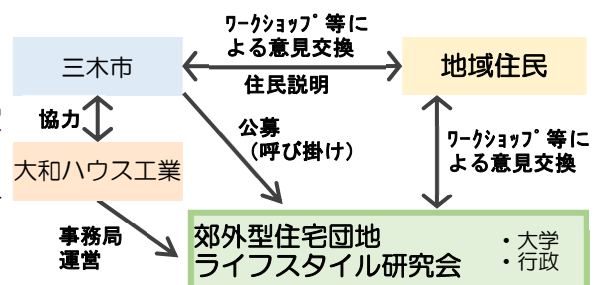 ﾜｰｸｼｮｯﾌﾟ等に
よる意見交換
三木市
地域住民
住民説明
協力
公募
（呼び掛け）
ﾜｰｸｼｮｯﾌﾟ等に
よる意見交換
大和ハウス工業
事務局
運営
郊外型住宅団地
ライフスタイル研究会
・大学
・行政